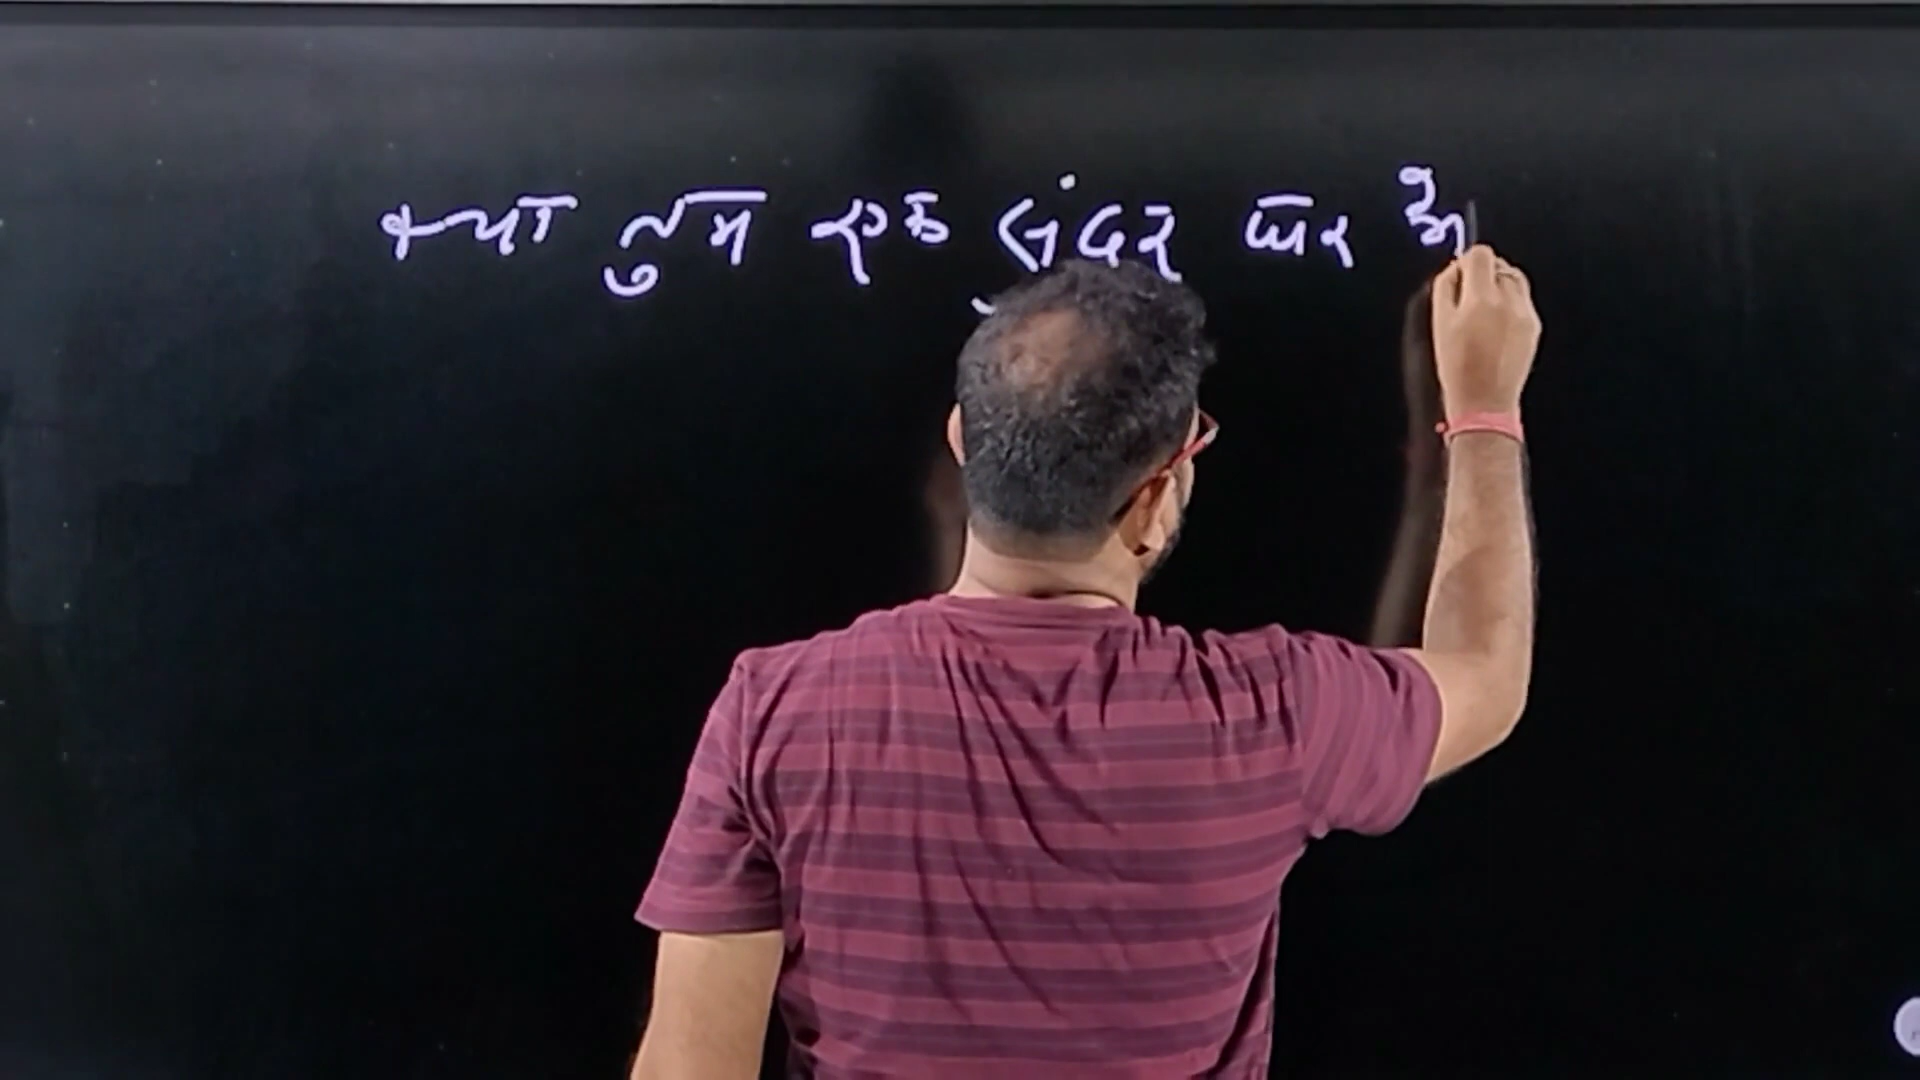 क्या तुम एक सुंदर घर में